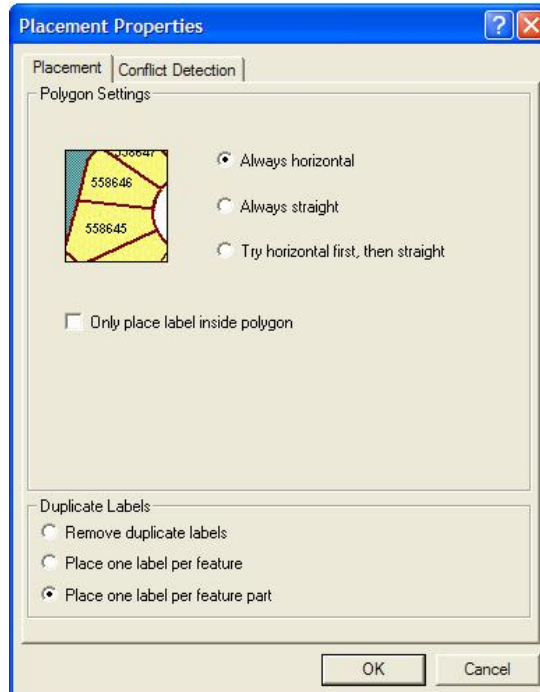 Placement Properties
Placement
Conflict Detection
Polygon Settings
558647
558646
558645
Always horizontal
Always straight
Try horizontal first, then straight
Only place label inside polygon
Duplicate Labels
Remove duplicate labels
Place one label per feature
Place one label per feature part
OK
Cancel